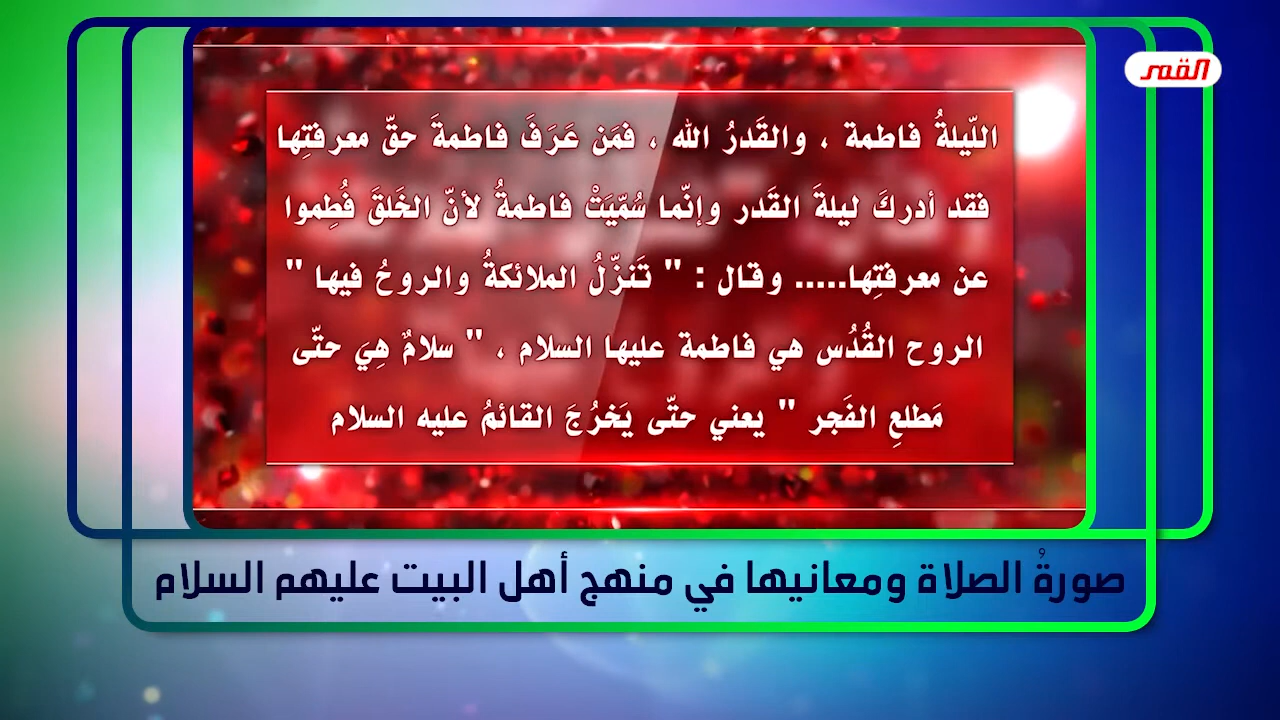 القمر
اللّيلةُ فاطمة ، والقَدرُ الله ، فمَن عَرَفَ فاطمةَ حقّ معرفتِها
فقد أدركَ ليلةَ القَدر وإنّما سُمّيَتْ فاطمةُ لأنّ الخَلقَ فُطِموا
عن معرفتِها..... وقال : " تَنزّلُ الملائكةُ والروحُ فيها "
الروح القُدُس هي فاطمة عليها السلام ، " سلامٌ هِيَ حتّى
مَطلعِ الفَجر " يعني حتّى يَخرُجَ القائمُ عليه السلام
صورةُ الصلاة ومعانيها في منهج أهل البيت عليهم السلام